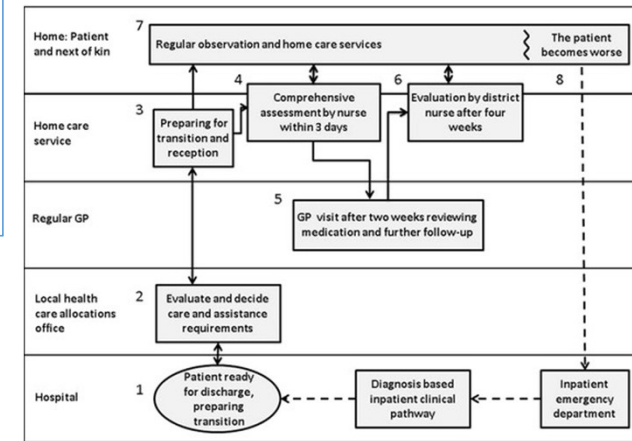 7
Home: Patient
and next of kin
Regular observation and home care services
The patient
becomes worse
4
6
8
3
Home care
service
Preparing for
transition and
reception
Comprehensive
assessment by nurse
within 3 days
Evaluation by district
nurse after four
weeks
5
Regular GP
GP visit after two weeks reviewing
medication and further follow-up
2
Local health
care allocations
office
Evaluate and decide
care and assistance
requirements
1
Hospital
Patient ready
for discharge,
preparing
transition
Diagnosis based
inpatient clinical
pathway
Inpatient
emergency
department